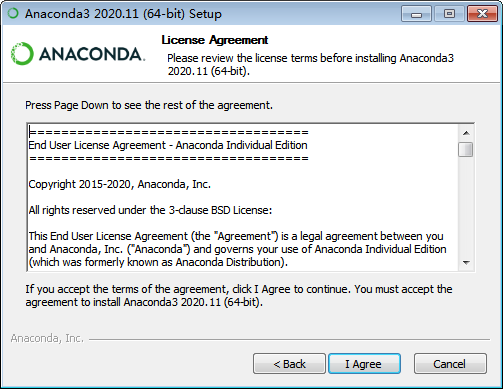 Anaconda3 2020.11 (64-bit) Setup
ANACONDA.
License Agreement
Please review the license terms before installing Anaconda3
2020.11 (64-bit).
Press Page Down to see the rest of the agreement.
====================================
End User License Agreement - Anaconda Individual Edition
====================================
Copyright 2015-2020, Anaconda, Inc.
All rights reserved under the 3-clause BSD License:
This End User License Agreement (the "Agreement") is a legal agreement between you
and Anaconda, Inc. ("Anaconda") and governs your use of Anaconda Individual Edition
(which was formerly known as Anaconda Distribution).
If you accept the terms of the agreement, click I Agree to continue. You must accept the
agreement to install Anaconda3 2020.11 (64-bit).
Anaconda, Inc.
< Back
I Agree
Cancel